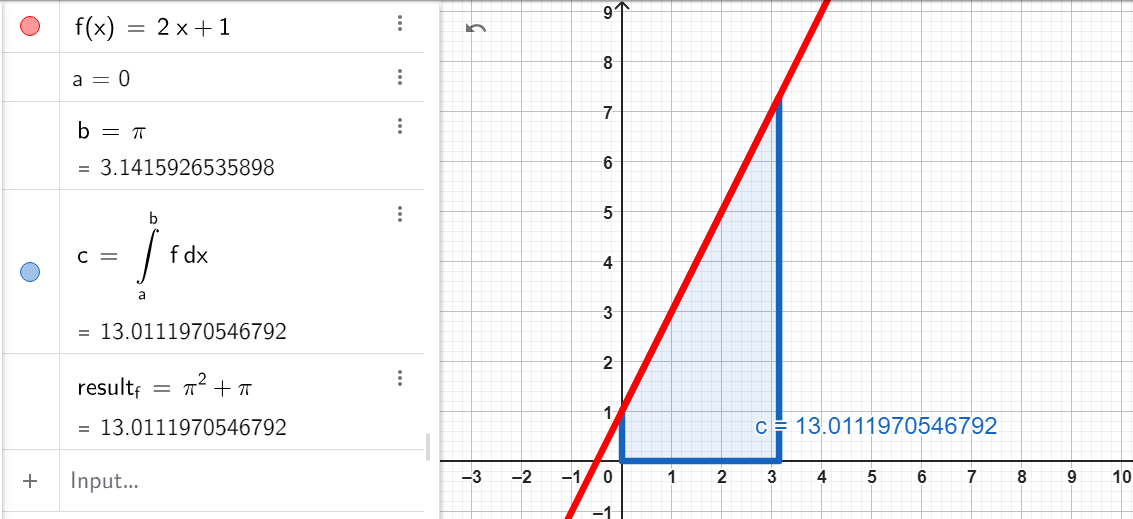 f(x) = 2 x + 1
a = 0
b = π
= 3.1415926535898
b
c = ∫ f dx
a
= 13.0111970546792
result_f = π² + π
= 13.0111970546792
+ Input...
9
8
7
6
5
4
3
2
1
c = 13.0111970546792
–3 –2 –1 0 1 2 3 4 5 6 7 8 9 10
–1